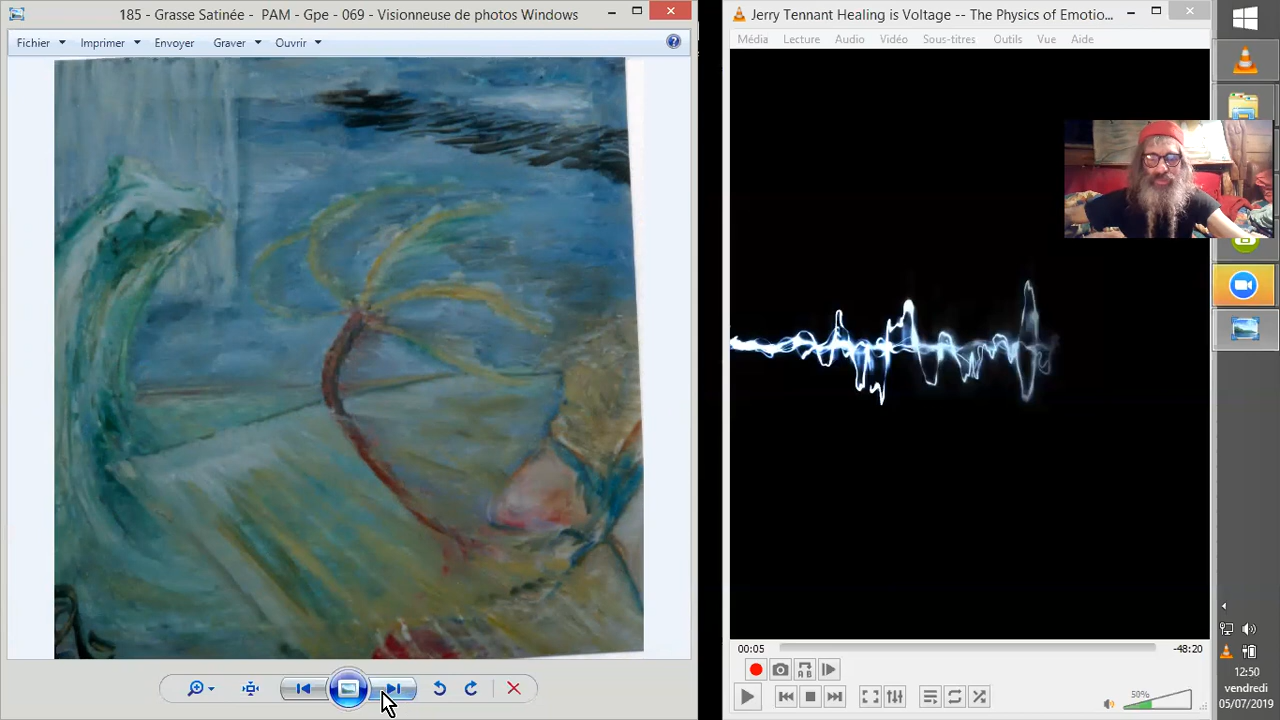 185 - Grasse Satinée - PAM - Gpe - 069 - Visionneuse de photos Windows
Fichier Imprimer Envoyer Graver Ouvrir
Jerry Tennant Healing is Voltage -- The Physics of Emotio...
Média Lecture Audio Vidéo Sous-titres Outils Vue Aide
00:05 -48:20
50%
12:50
vendredi
05/07/2019